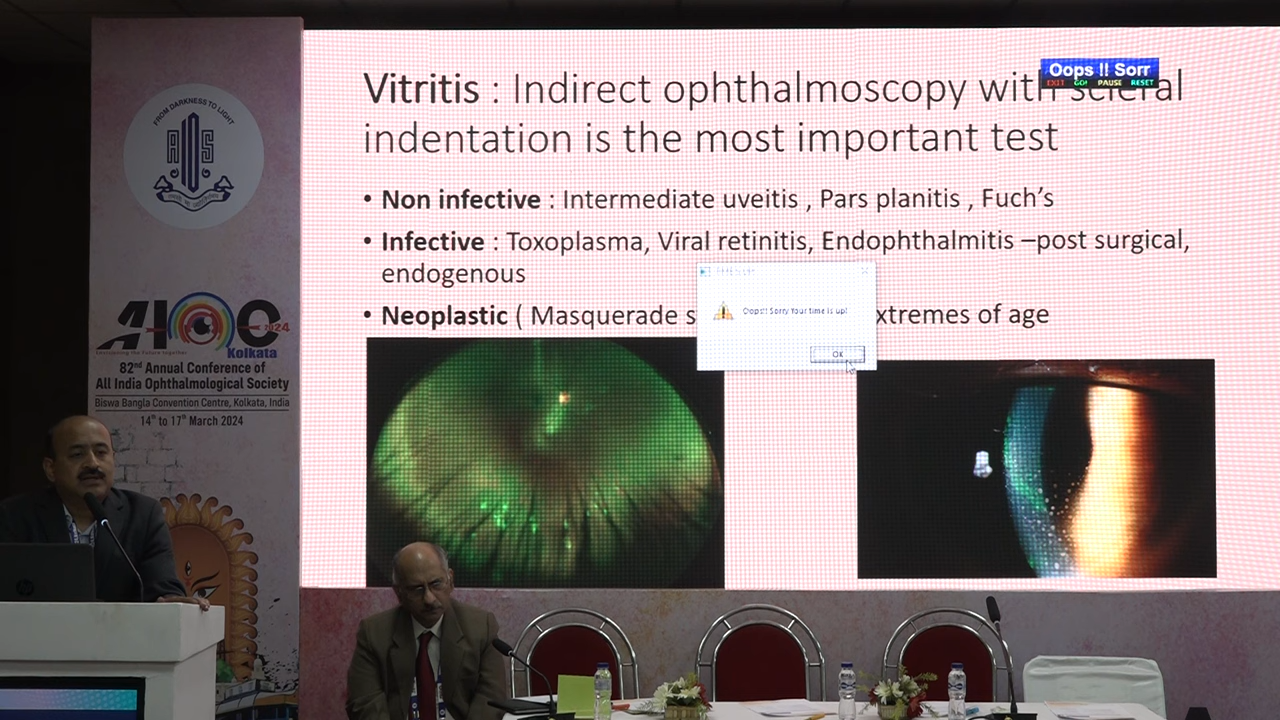 FROM DARKNESS TO LIGHT
AIOS
AIOC 2024
Kolkata
82nd Annual Conference of
All India Ophthalmological Society
Biswa Bangla Convention Centre, Kolkata, India
14th to 17th March 2024
Vitritis : Indirect ophthalmoscopy with scleral
indentation is the most important test
Oops !! Sorr
EXIT GO! PAUSE RESET
• Non infective : Intermediate uveitis , Pars planitis , Fuch’s
• Infective : Toxoplasma, Viral retinitis, Endophthalmitis –post surgical,
endogenous
• Neoplastic ( Masquerade s xtremes of age
Oops!! Sorry Your time is up!
OK
hp